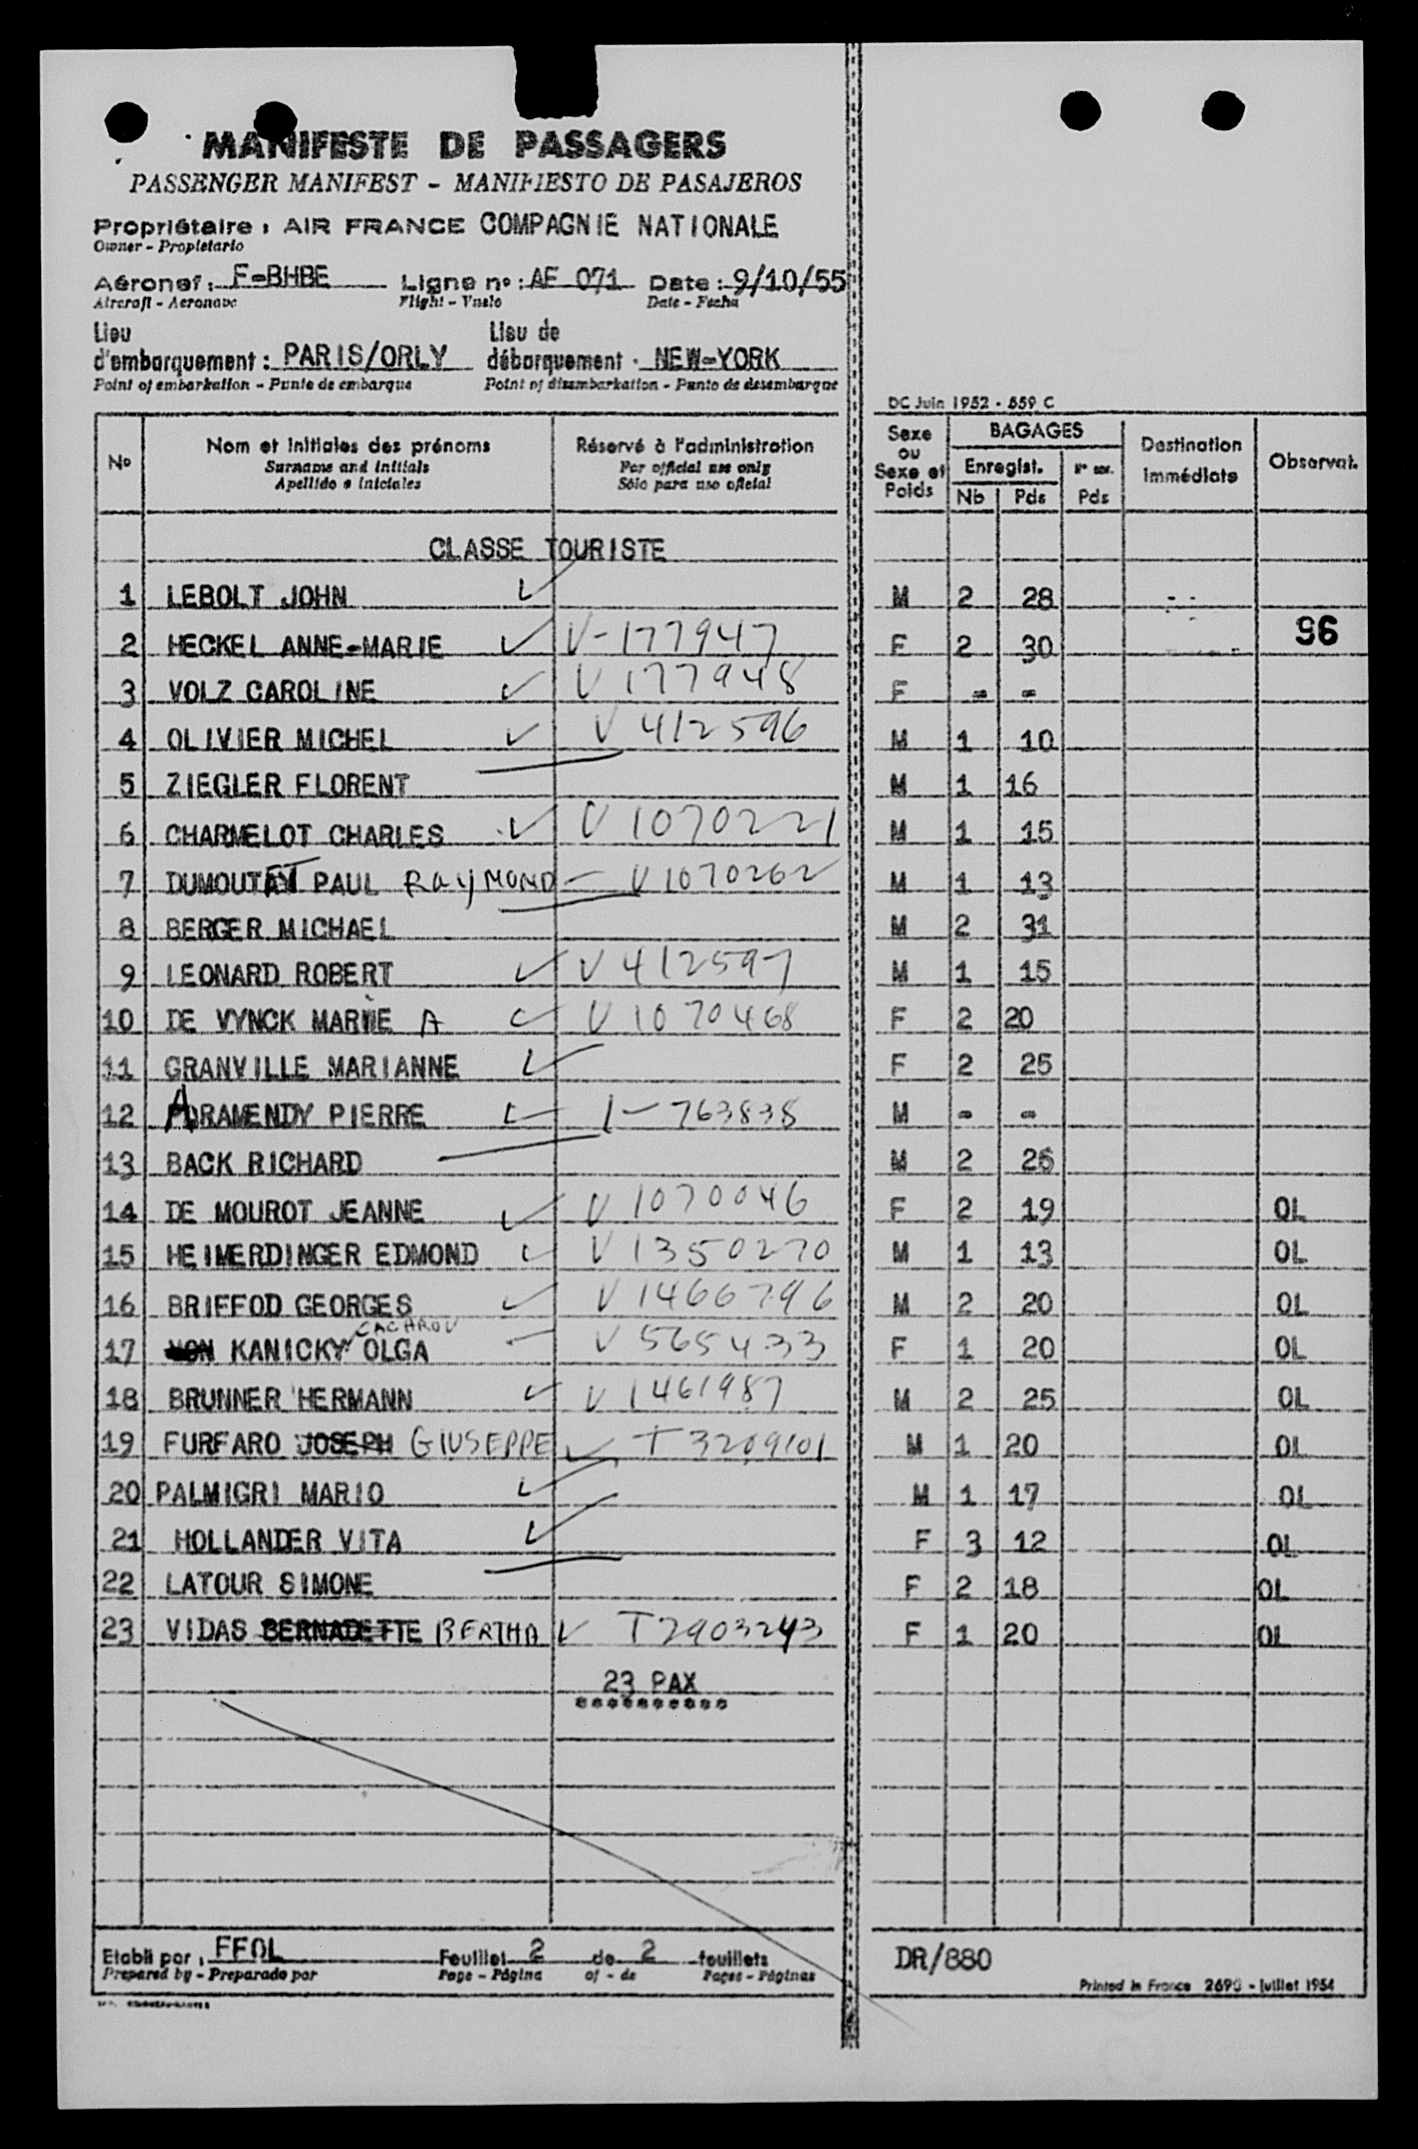 MANIFESTE DE PASSAGERS
PASSENGER MANIFEST - MANIFIESTO DE PASAJEROS
Propriétaire : AIR FRANCE COMPAGNIE NATIONALE
Owner - Propietario
Aéronef : F-BHBE Ligne n° : AF 071 Date : 9/10/55
Aircraft - Aeronave Flight - Vuelo Date - Fecha
Lieu d'embarquement : PARIS/ORLY Lieu de débarquement : NEW-YORK
Point of embarkation - Punto de embarque Point of disembarkation - Punto de desembarque
DC Juin 1952 - 559 C
N° Nom et Initiales des prénoms Réservé à l'administration Sexe ou Sexe et Poids BAGAGES Destination immédiate Observat.
Surname and initials For official use only Enregist.
Apellido e iniciales Sólo para uso oficial Nb Pds Pds
CLASSE TOURISTE
1 LEBOLT JOHN M 2 28
2 HECKEL ANNE-MARIE V-177947 F 2 30 96
3 VOLZ CAROLINE V 177948 F - -
4 OLIVIER MICHEL V 412596 M 1 10
5 ZIEGLER FLORENT M 1 16
6 CHARMELOT CHARLES V 1070221 M 1 15
7 DUMOUTET PAUL RAYMOND - V 1070262 M 1 13
8 BERGER MICHAEL M 2 31
9 LEONARD ROBERT V 412597 M 1 15
10 DE VYNCK MARIE A V 1070468 F 2 20
11 GRANVILLE MARIANNE F 2 25
12 ARAMENDY PIERRE I-763838 M - -
13 BACK RICHARD M 2 26
14 DE MOUROT JEANNE V 1070046 F 2 19 OL
15 HEIMERDINGER EDMOND V 1350270 M 1 13 OL
16 BRIFFOD GEORGES V 1466796 M 2 20 OL
17 VON KANICKY OLGA V 565433 F 1 20 OL
18 BRUNNER HERMANN V 1461987 M 2 25 OL
19 FURFARO JOSEPH GIUSEPPE T 3209101 M 1 20 OL
20 PALMIGRI MARIO M 1 17 OL
21 HOLLANDER VITA F 3 12 OL
22 LATOUR SIMONE F 2 18 OL
23 VIDAS BERNADETTE BERTHA V T2903243 F 1 20 OL
23 PAX
Etabli par : Feuillet 2 de 2 feuillets DR/880
Prepared by - Preparado por Page - Página of - de Pages - Páginas
Printed in France - Juillet 1954